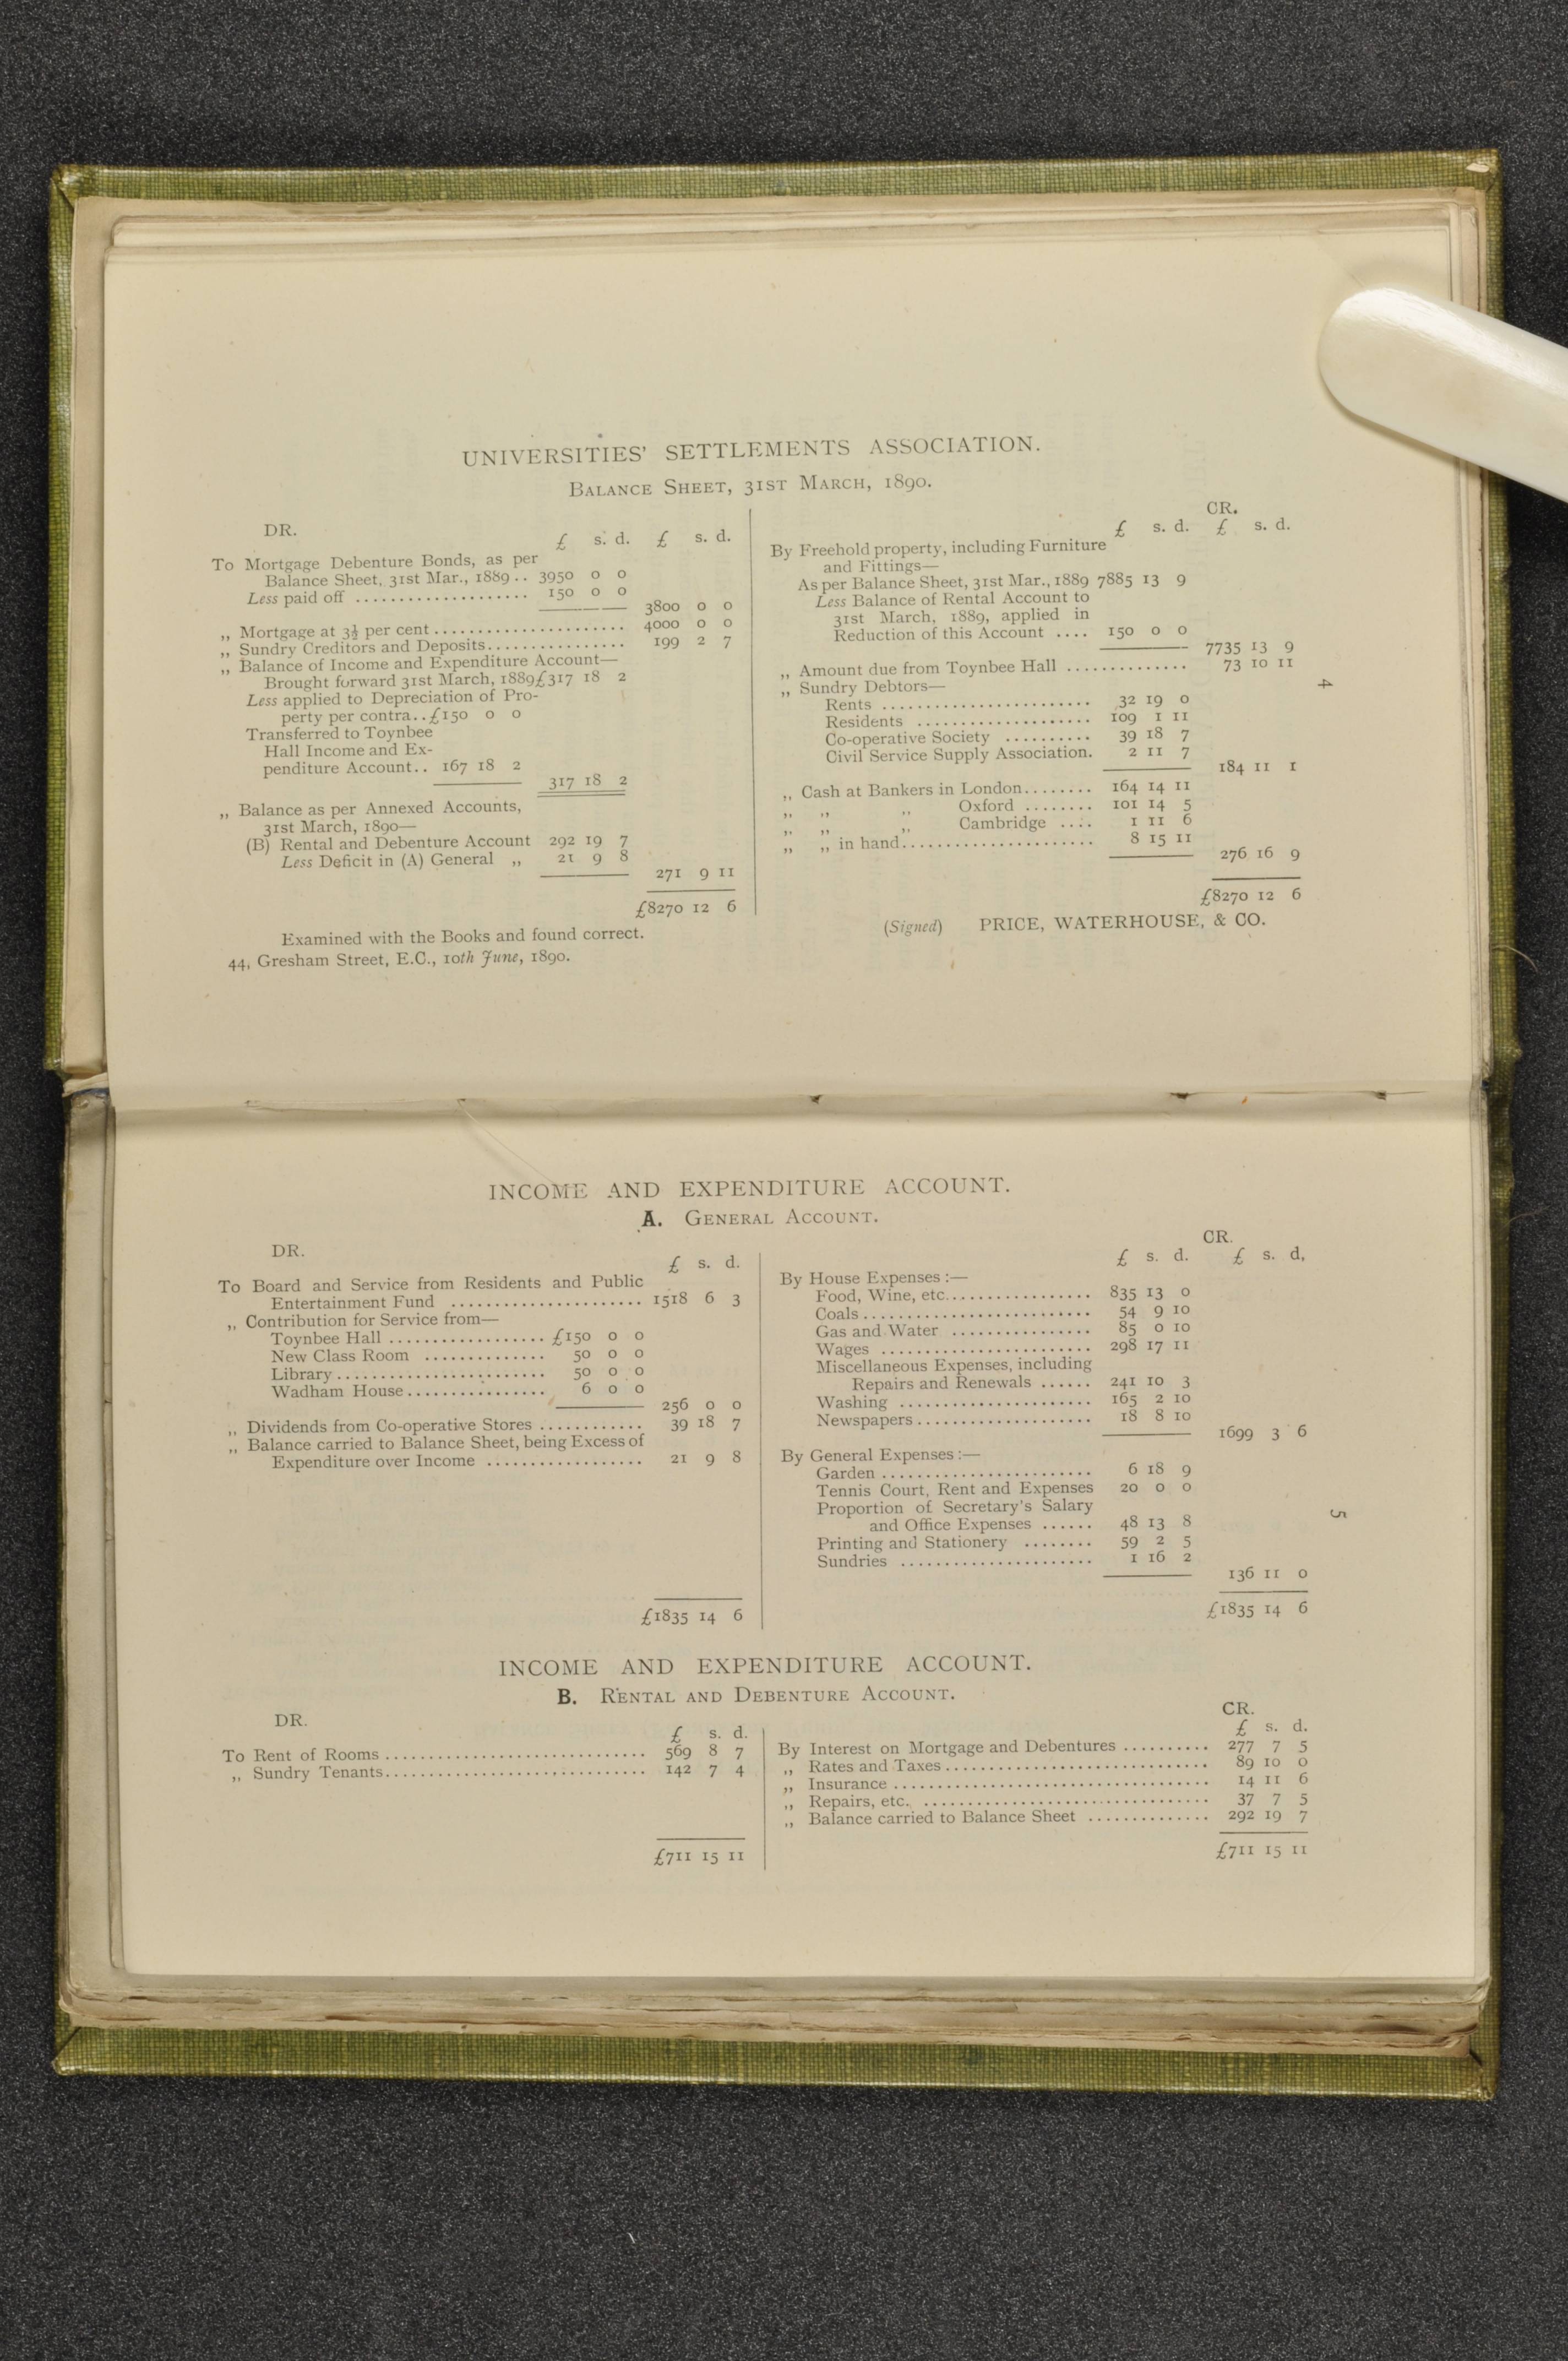 UNIVERSITIES' SETTLEMENTS ASSOCIATION.
BALANCE SHEET, 31ST MARCH, 1890.
DR.
£ s. d. £ s. d.
To Mortgage Debenture Bonds, as per
Balance Sheet, 31st Mar., 1889 .. 3950 0 0
Less paid off .................... 150 0 0
3800 0 0
„ Mortgage at 3½ per cent ...................... 4000 0 0
„ Sundry Creditors and Deposits................ 199 2 7
„ Balance of Income and Expenditure Account—
Brought forward 31st March, 1889 £317 18 2
Less applied to Depreciation of Pro-
perty per contra..£150 0 0
Transferred to Toynbee
Hall Income and Ex-
penditure Account.. 167 18 2
317 18 2
„ Balance as per Annexed Accounts,
31st March, 1890—
(B) Rental and Debenture Account 292 19 7
Less Deficit in (A) General „ 21 9 8
271 9 11
£8270 12 6
Examined with the Books and found correct.
44, Gresham Street, E.C., 10th June, 1890.
CR.
£ s. d. £ s. d.
By Freehold property, including Furniture
and Fittings—
As per Balance Sheet, 31st Mar., 1889 7885 13 9
Less Balance of Rental Account to
31st March, 1889, applied in
Reduction of this Account .... 150 0 0
7735 13 9
„ Amount due from Toynbee Hall .............. 73 10 11
„ Sundry Debtors—
Rents ........................ 32 19 0
Residents .................... 109 1 11
Co-operative Society .......... 39 18 7
Civil Service Supply Association. 2 11 7
184 11 1
„ Cash at Bankers in London........ 164 14 11
„ „ „ Oxford ........ 101 14 5
„ „ „ Cambridge .... 1 11 6
„ „ in hand...................... 8 15 11
276 16 9
£8270 12 6
(Signed) PRICE, WATERHOUSE, & CO.
4
INCOME AND EXPENDITURE ACCOUNT.
A. GENERAL ACCOUNT.
DR.
£ s. d.
To Board and Service from Residents and Public
Entertainment Fund ...................... 1518 6 3
„ Contribution for Service from—
Toynbee Hall .................. £150 0 0
New Class Room .............. 50 0 0
Library........................ 50 0 0
Wadham House................ 6 0 0
256 0 0
„ Dividends from Co-operative Stores ............ 39 18 7
„ Balance carried to Balance Sheet, being Excess of
Expenditure over Income .................. 21 9 8
£1835 14 6
CR.
£ s. d. £ s. d,
By House Expenses :—
Food, Wine, etc................. 835 13 0
Coals.......................... 54 9 10
Gas and Water ................ 85 0 10
Wages ........................ 298 17 11
Miscellaneous Expenses, including
Repairs and Renewals ...... 241 10 3
Washing ...................... 165 2 10
Newspapers.................... 18 8 10
1699 3 6
By General Expenses :—
Garden ........................ 6 18 9
Tennis Court, Rent and Expenses 20 0 0
Proportion of Secretary's Salary
and Office Expenses ...... 48 13 8
Printing and Stationery ........ 59 2 5
Sundries ...................... 1 16 2
136 11 0
£1835 14 6
5
INCOME AND EXPENDITURE ACCOUNT.
B. RENTAL AND DEBENTURE ACCOUNT.
DR.
£ s. d.
To Rent of Rooms.............................. 569 8 7
„ Sundry Tenants.............................. 142 7 4
£711 15 11
CR.
£ s. d.
By Interest on Mortgage and Debentures .......... 277 7 5
„ Rates and Taxes.............................. 89 10 0
„ Insurance .................................... 14 11 6
„ Repairs, etc. ................................. 37 7 5
„ Balance carried to Balance Sheet .............. 292 19 7
£711 15 11